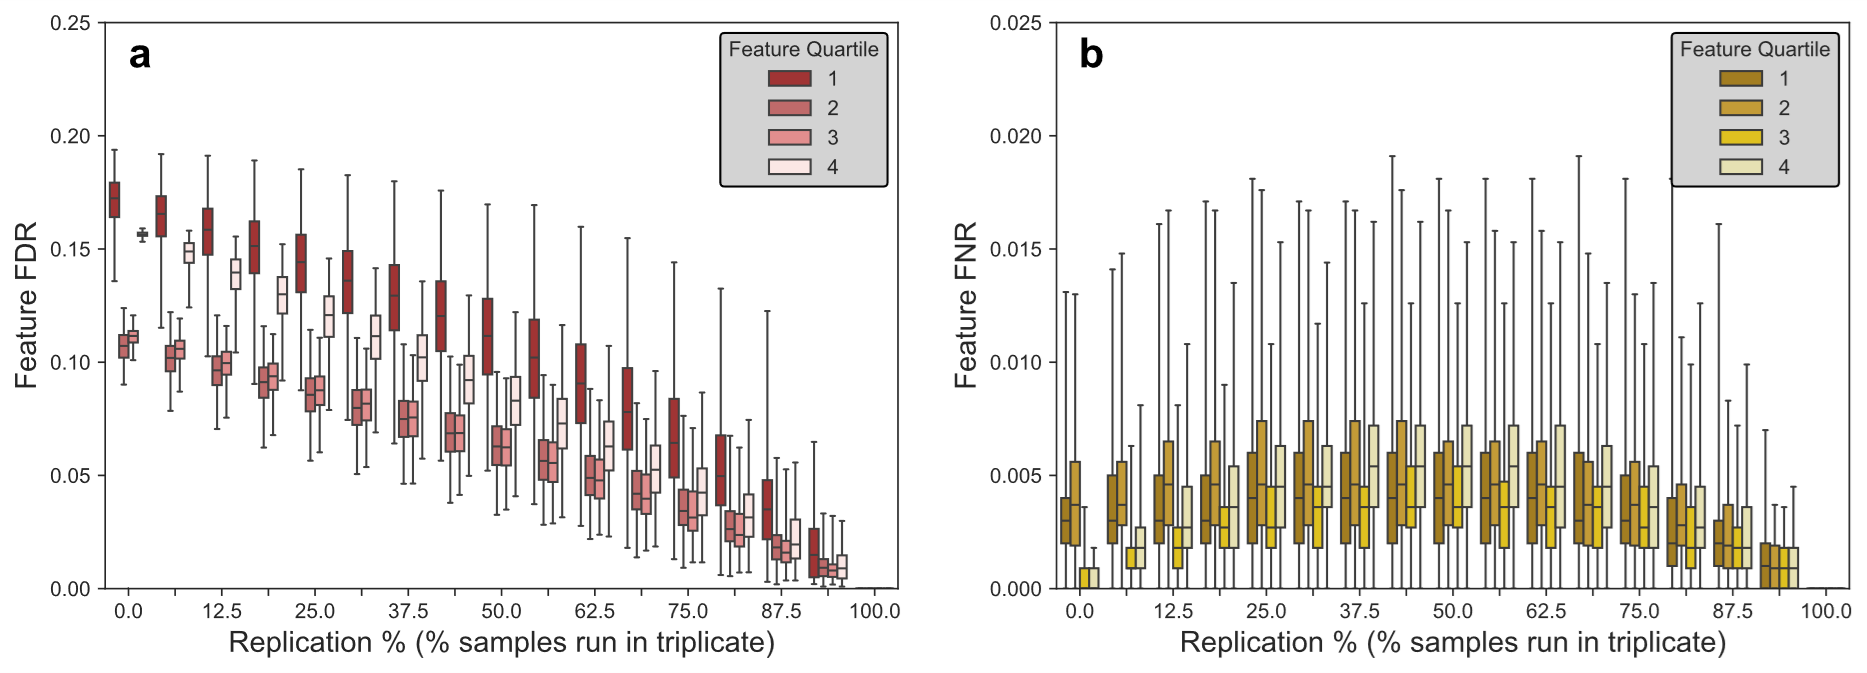 a
Feature Quartile
1
2
3
4
0.25
0.20
0.15
0.10
0.05
0.00
Feature FDR
0.0 12.5 25.0 37.5 50.0 62.5 75.0 87.5 100.0
Replication % (% samples run in triplicate)
b
Feature Quartile
1
2
3
4
0.025
0.020
0.015
0.010
0.005
0.000
Feature FNR
0.0 12.5 25.0 37.5 50.0 62.5 75.0 87.5 100.0
Replication % (% samples run in triplicate)